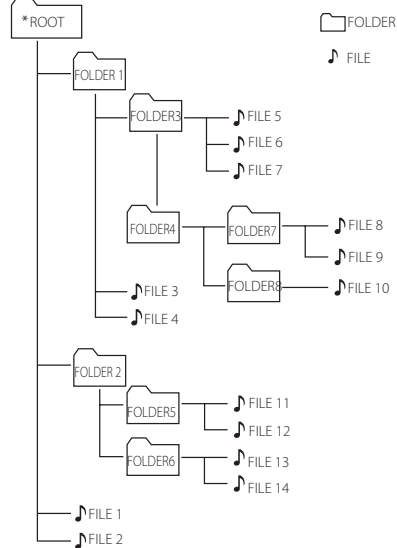 *ROOT
FOLDER
FILE
FOLDER 1
FOLDER3
FILE 5
FILE 6
FILE 7
FOLDER4
FOLDER7
FILE 8
FILE 9
FOLDER8
FILE 10
FILE 3
FILE 4
FOLDER 2
FOLDER5
FILE 11
FILE 12
FOLDER6
FILE 13
FILE 14
FILE 1
FILE 2